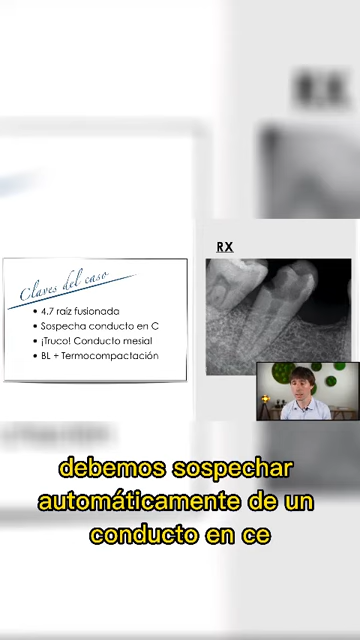 RX
Claves del caso
4.7 raíz fusionada
Sospecha conducto en C
¡Truco! Conducto mesial
BL + Termocompactación
debemos sospechar
automáticamente de un
conducto en ce